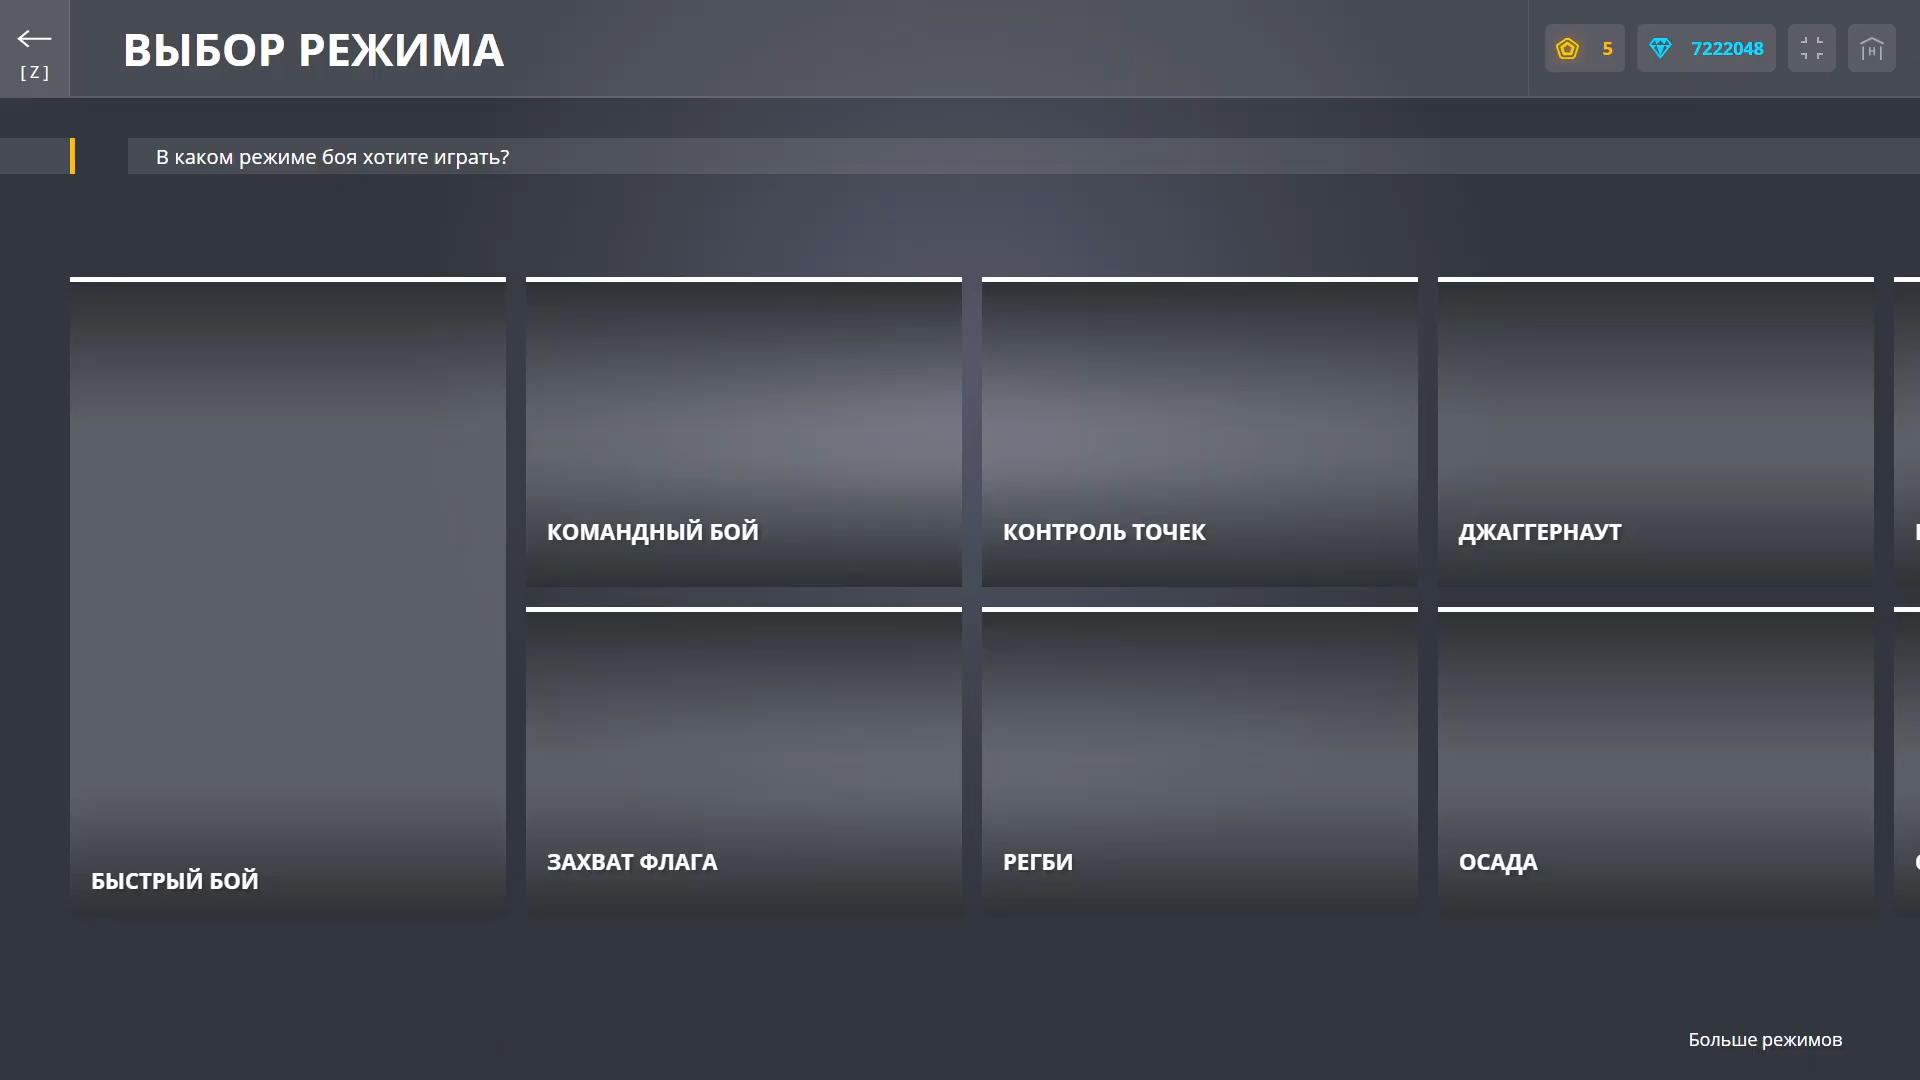 [Z]
ВЫБОР РЕЖИМА
5
7222048
[H]
В каком режиме боя хотите играть?
КОМАНДНЫЙ БОЙ
КОНТРОЛЬ ТОЧЕК
ДЖАГГЕРНАУТ
БЫСТРЫЙ БОЙ
ЗАХВАТ ФЛАГА
РЕГБИ
ОСАДА
Больше режимов